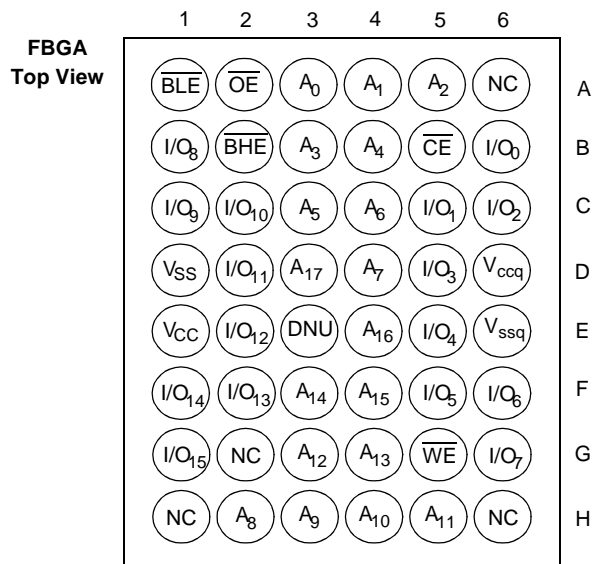 1 2 3 4 5 6
FBGA
Top View
BLE OE A0 A1 A2 NC A
I/O8 BHE A3 A4 CE I/O0 B
I/O9 I/O10 A5 A6 I/O1 I/O2 C
VSS I/O11 A17 A7 I/O3 Vccq D
VCC I/O12 DNU A16 I/O4 Vssq E
I/O14 I/O13 A14 A15 I/O5 I/O6 F
I/O15 NC A12 A13 WE I/O7 G
NC A8 A9 A10 A11 NC H